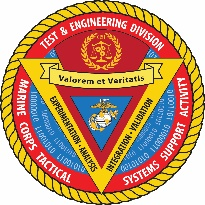 TEST & ENGINEERING DIVISION
Valorem et Veritatis
EXPERIMENTATION · ANALYSIS
INTEGRATION · VALIDATION
MARINE CORPS TACTICAL
SYSTEMS SUPPORT ACTIVITY